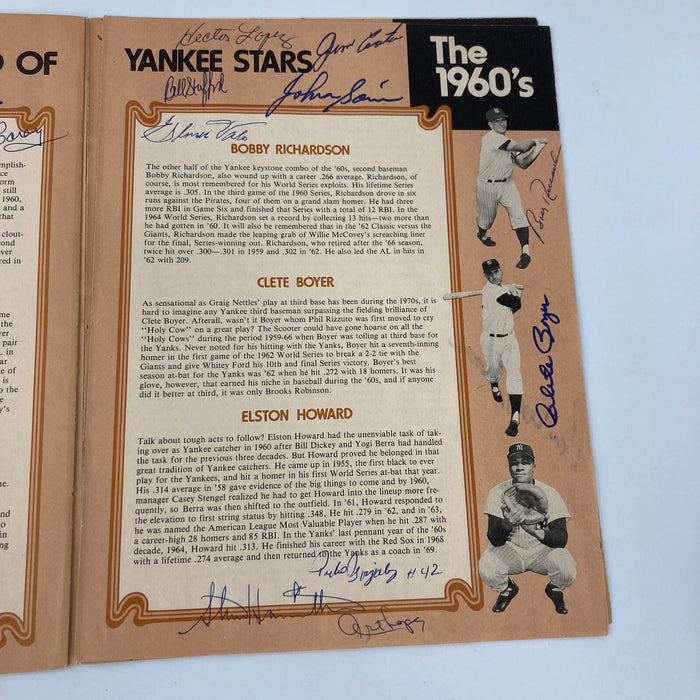 Hector Lopez
D OF
YANKEE STARS
The
1960's
Bill Stafford
Johnny Sain
Elmer Valo
BOBBY RICHARDSON
The other half of the Yankee keystone combo of the '60s, second baseman
Bobby Richardson, also wound up with a career .266 average. Richardson, of
course, is most remembered for his World Series exploits. His lifetime Series
average is .305. In the third game of the 1960 Series, Richardson drove in six
runs against the Pirates, four of them on a grand slam homer. He had three
more RBI in Game Six and finished that Series with a total of 12 RBI. In the
1964 World Series, Richardson set a record by collecting 13 hits—two more than
he had gotten in '60. It will also be remembered that in the '62 Classic versus the
Giants, Richardson made the leaping grab of Willie McCovey's screaching liner
for the final, Series-winning out. Richardson, who retired after the '66 season,
twice hit over .300—.301 in 1959 and .302 in '62. He also led the AL in hits in
'62 with 209.
CLETE BOYER
As sensational as Graig Nettles' play at third base has been during the 1970s, it is
hard to imagine any Yankee third baseman surpassing the fielding brilliance of
Clete Boyer. Afterall, wasn't it Boyer whom Phil Rizzuto was first moved to cry
"Holy Cow" on a great play? The Scooter could have gone hoarse on all the
"Holy Cows" during the period 1959-66 when Boyer was toiling at third base for
the Yanks. Never noted for his hitting with the Yanks, Boyer hit a seventh-inning
homer in the first game of the 1962 World Series to break a 2-2 tie with the
Giants and give Whitey Ford his 10th and final Series victory. Boyer's best
season at-bat for the Yanks was '62 when he hit .272 with 18 homers. It was his
glove, however, that earned his niche in baseball during the '60s, and if anyone
did it better at third, it was only Brooks Robinson.
Clete Boyer
ELSTON HOWARD
Talk about tough acts to follow? Elston Howard had the unenviable task of tak-
ing over as Yankee catcher in 1960 after Bill Dickey and Yogi Berra had handled
the task for the previous three decades. But Howard proved he belonged in that
great tradition of Yankee catchers. He came up in 1955, the first black to ever
play for the Yankees, and hit a homer in his first World Series at-bat that year.
His .314 average in '58 gave evidence of the big things to come and by 1960,
manager Casey Stengel realized he had to get Howard into the lineup more fre-
quently, so Berra was then shifted to the outfield. In '61, Howard responded to
the elevation to first string status by hitting .348. He hit .279 in '62, and in '63,
he was named the American League Most Valuable Player when he hit .287 with
a career-high 28 homers and 85 RBI. In the Yanks' last pennant year of the '60s
decade, 1964, Howard hit .313. He finished his career with the Red Sox in 1968
with a lifetime .274 average and then returned to the Yanks as a coach in '69.
Pedro Gonzalez #42
Steve Hamilton
Art Lopez